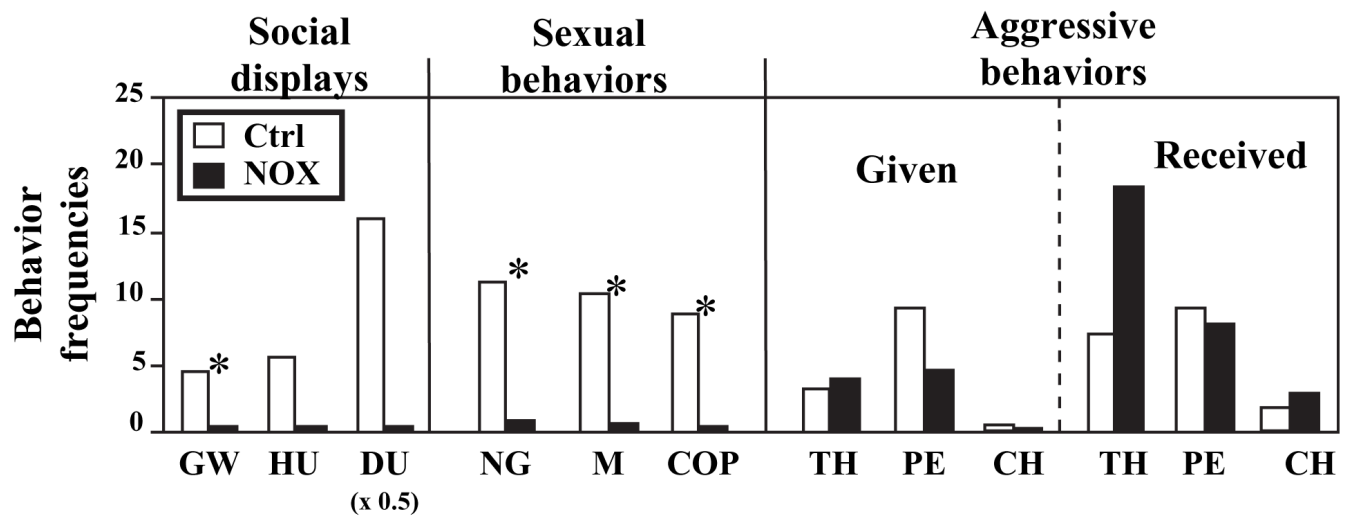 Social
displays
Sexual
behaviors
Aggressive
behaviors
Behavior
frequencies
25
20
15
10
5
0
Ctrl
NOX
Given
Received
*
*
*
*
GW HU DU NG M COP TH PE CH TH PE CH
(x 0.5)